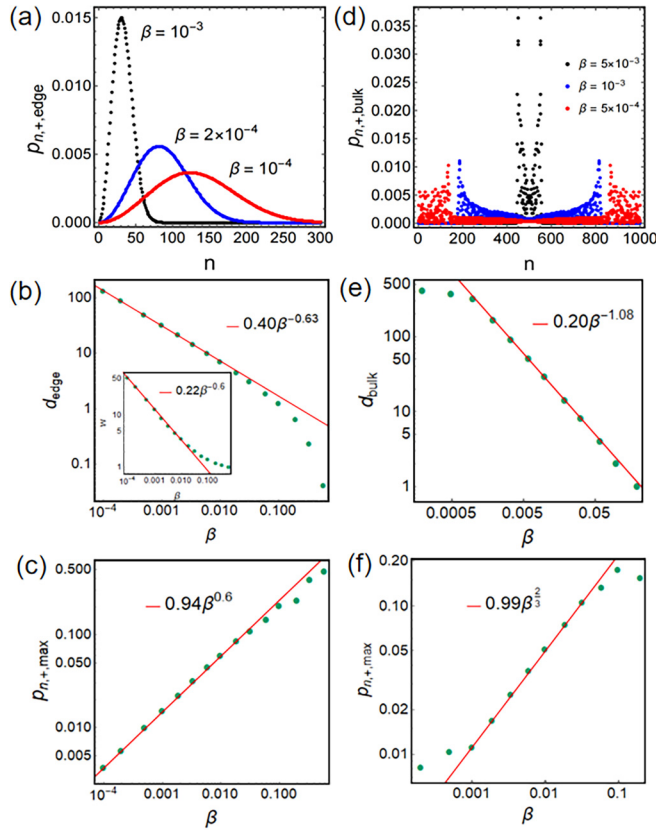 (a)
0.015
0.010
0.005
0.000
p_{n,+,edge}
β = 10^{-3}
β = 2×10^{-4}
β = 10^{-4}
0 50 100 150 200 250 300
n
(d)
0.035
0.030
0.025
0.020
0.015
0.010
0.005
0.000
p_{n,+,bulk}
β = 5×10^{-3}
β = 10^{-3}
β = 5×10^{-4}
0 200 400 600 800 1000
n
(b)
100
10
1
0.1
d_{edge}
0.40β^{-0.63}
50
10
5
1
w
0.22β^{-0.6}
10^{-4} 0.001 0.010 0.100
β
10^{-4} 0.001 0.010 0.100
β
(e)
500
100
50
10
5
1
d_{bulk}
0.20β^{-1.08}
0.0005 0.005 0.05
β
(c)
0.500
0.100
0.050
0.010
0.005
p_{n,+,max}
0.94β^{0.6}
10^{-4} 0.001 0.010 0.100
β
(f)
0.20
0.10
0.05
0.01
p_{n,+,max}
0.99β^{2/3}
0.001 0.01 0.1
β